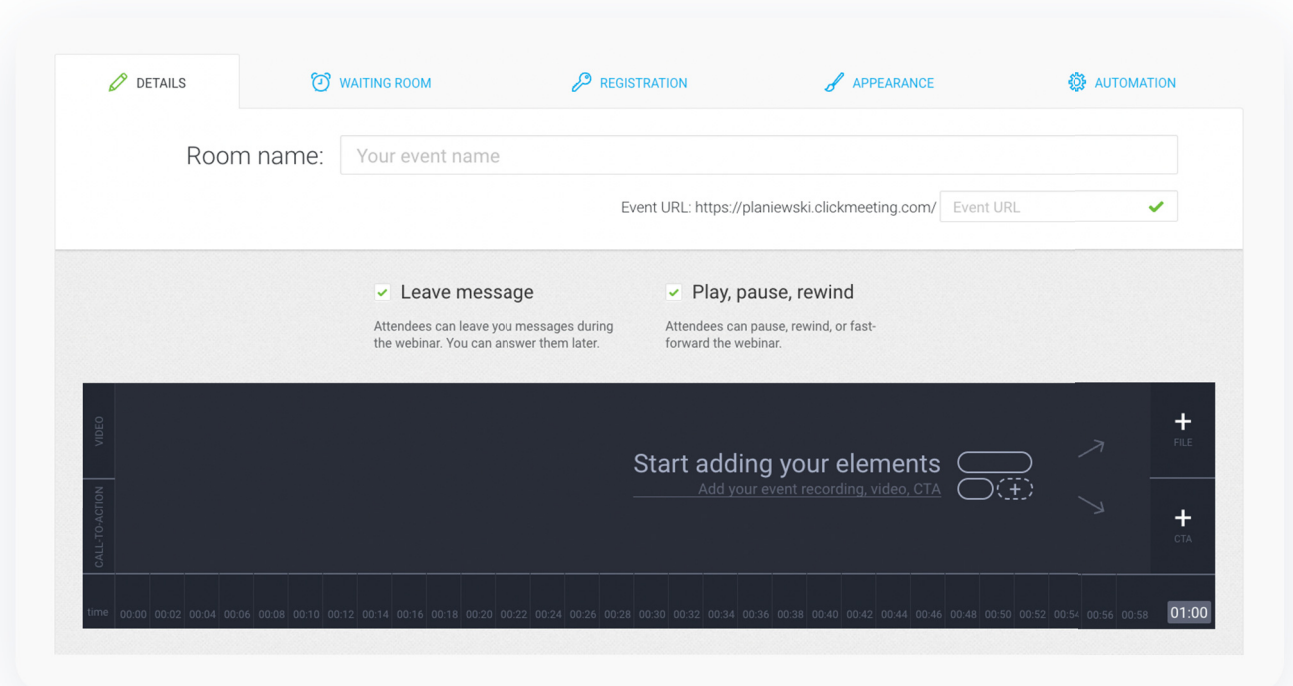 DETAILS
WAITING ROOM
REGISTRATION
APPEARANCE
AUTOMATION
Room name:
Your event name
Event URL: https://planiewski.clickmeeting.com/
Event URL
Leave message
Attendees can leave you messages during
the webinar. You can answer them later.
Play, pause, rewind
Attendees can pause, rewind, or fast-
forward the webinar.
VIDEO
Start adding your elements
Add your event recording, video, CTA
+
FILE
CALL-TO-ACTION
+
CTA
time 00:00 00:02 00:04 00:06 00:08 00:10 00:12 00:14 00:16 00:18 00:20 00:22 00:24 00:26 00:28 00:30 00:32 00:34 00:36 00:38 00:40 00:42 00:44 00:46 00:48 00:50 00:52 00:54 00:56 00:58 01:00